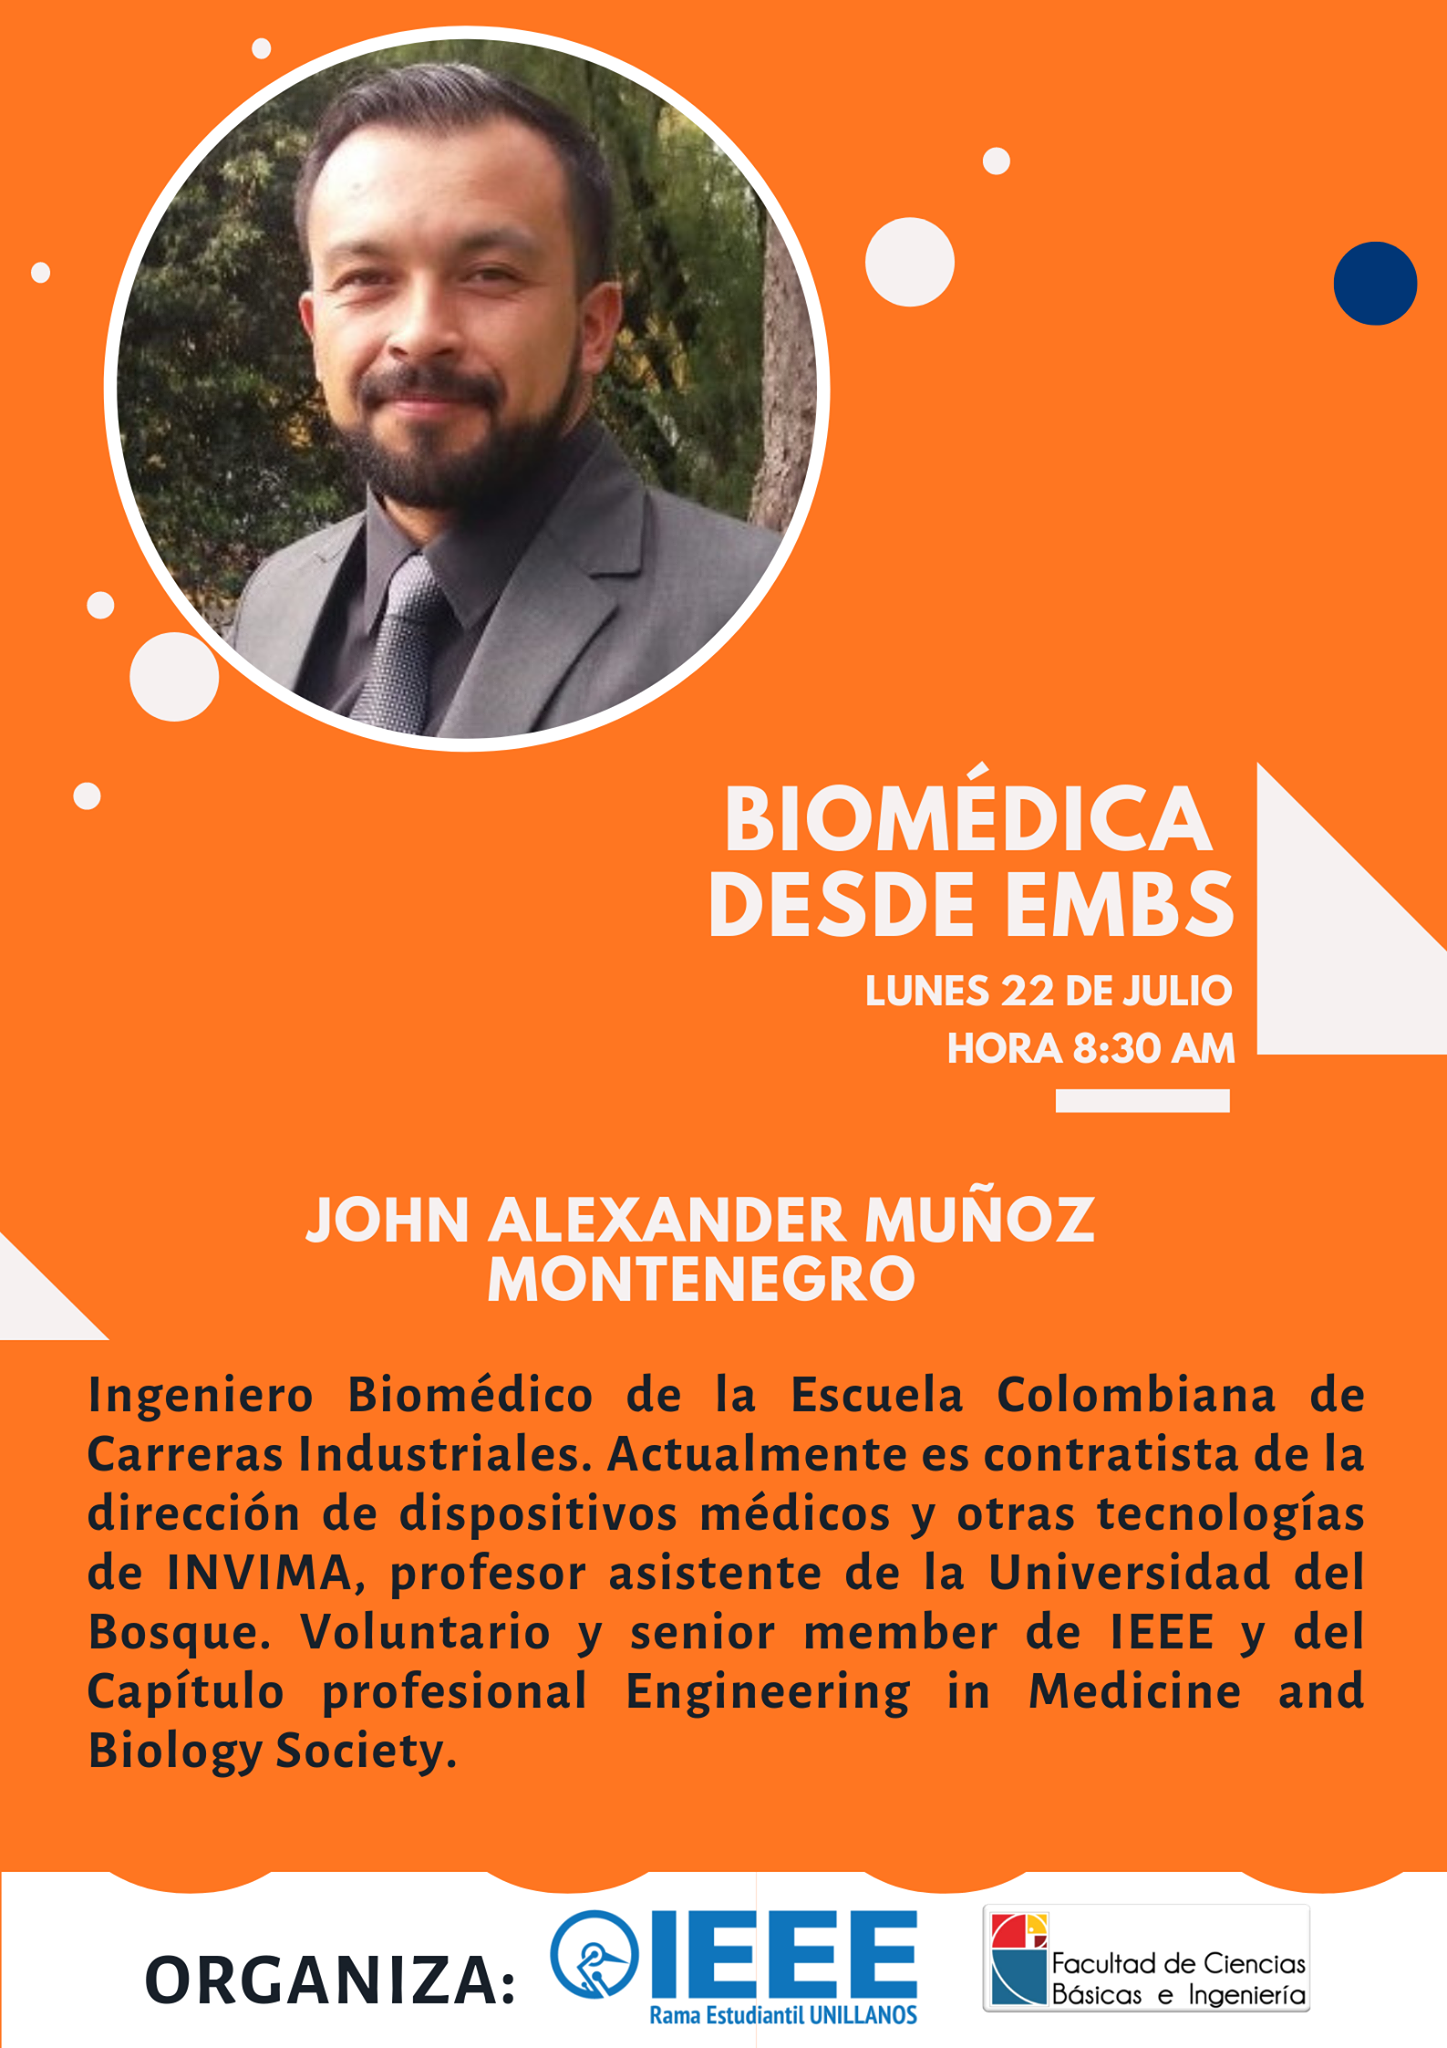 BIOMÉDICA
DESDE EMBS
LUNES 22 DE JULIO
HORA 8:30 AM
JOHN ALEXANDER MUÑOZ
MONTENEGRO
Ingeniero Biomédico de la Escuela Colombiana de
Carreras Industriales. Actualmente es contratista de la
dirección de dispositivos médicos y otras tecnologías
de INVIMA, profesor asistente de la Universidad del
Bosque. Voluntario y senior member de IEEE y del
Capítulo profesional Engineering in Medicine and
Biology Society.
ORGANIZA:
IEEE
Rama Estudiantil UNILLANOS
Facultad de Ciencias
Básicas e Ingeniería